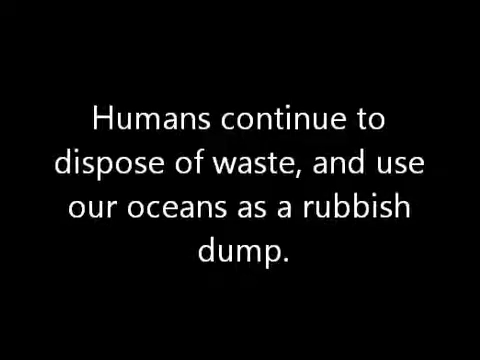 Humans continue to
dispose of waste, and use
our oceans as a rubbish
dump.